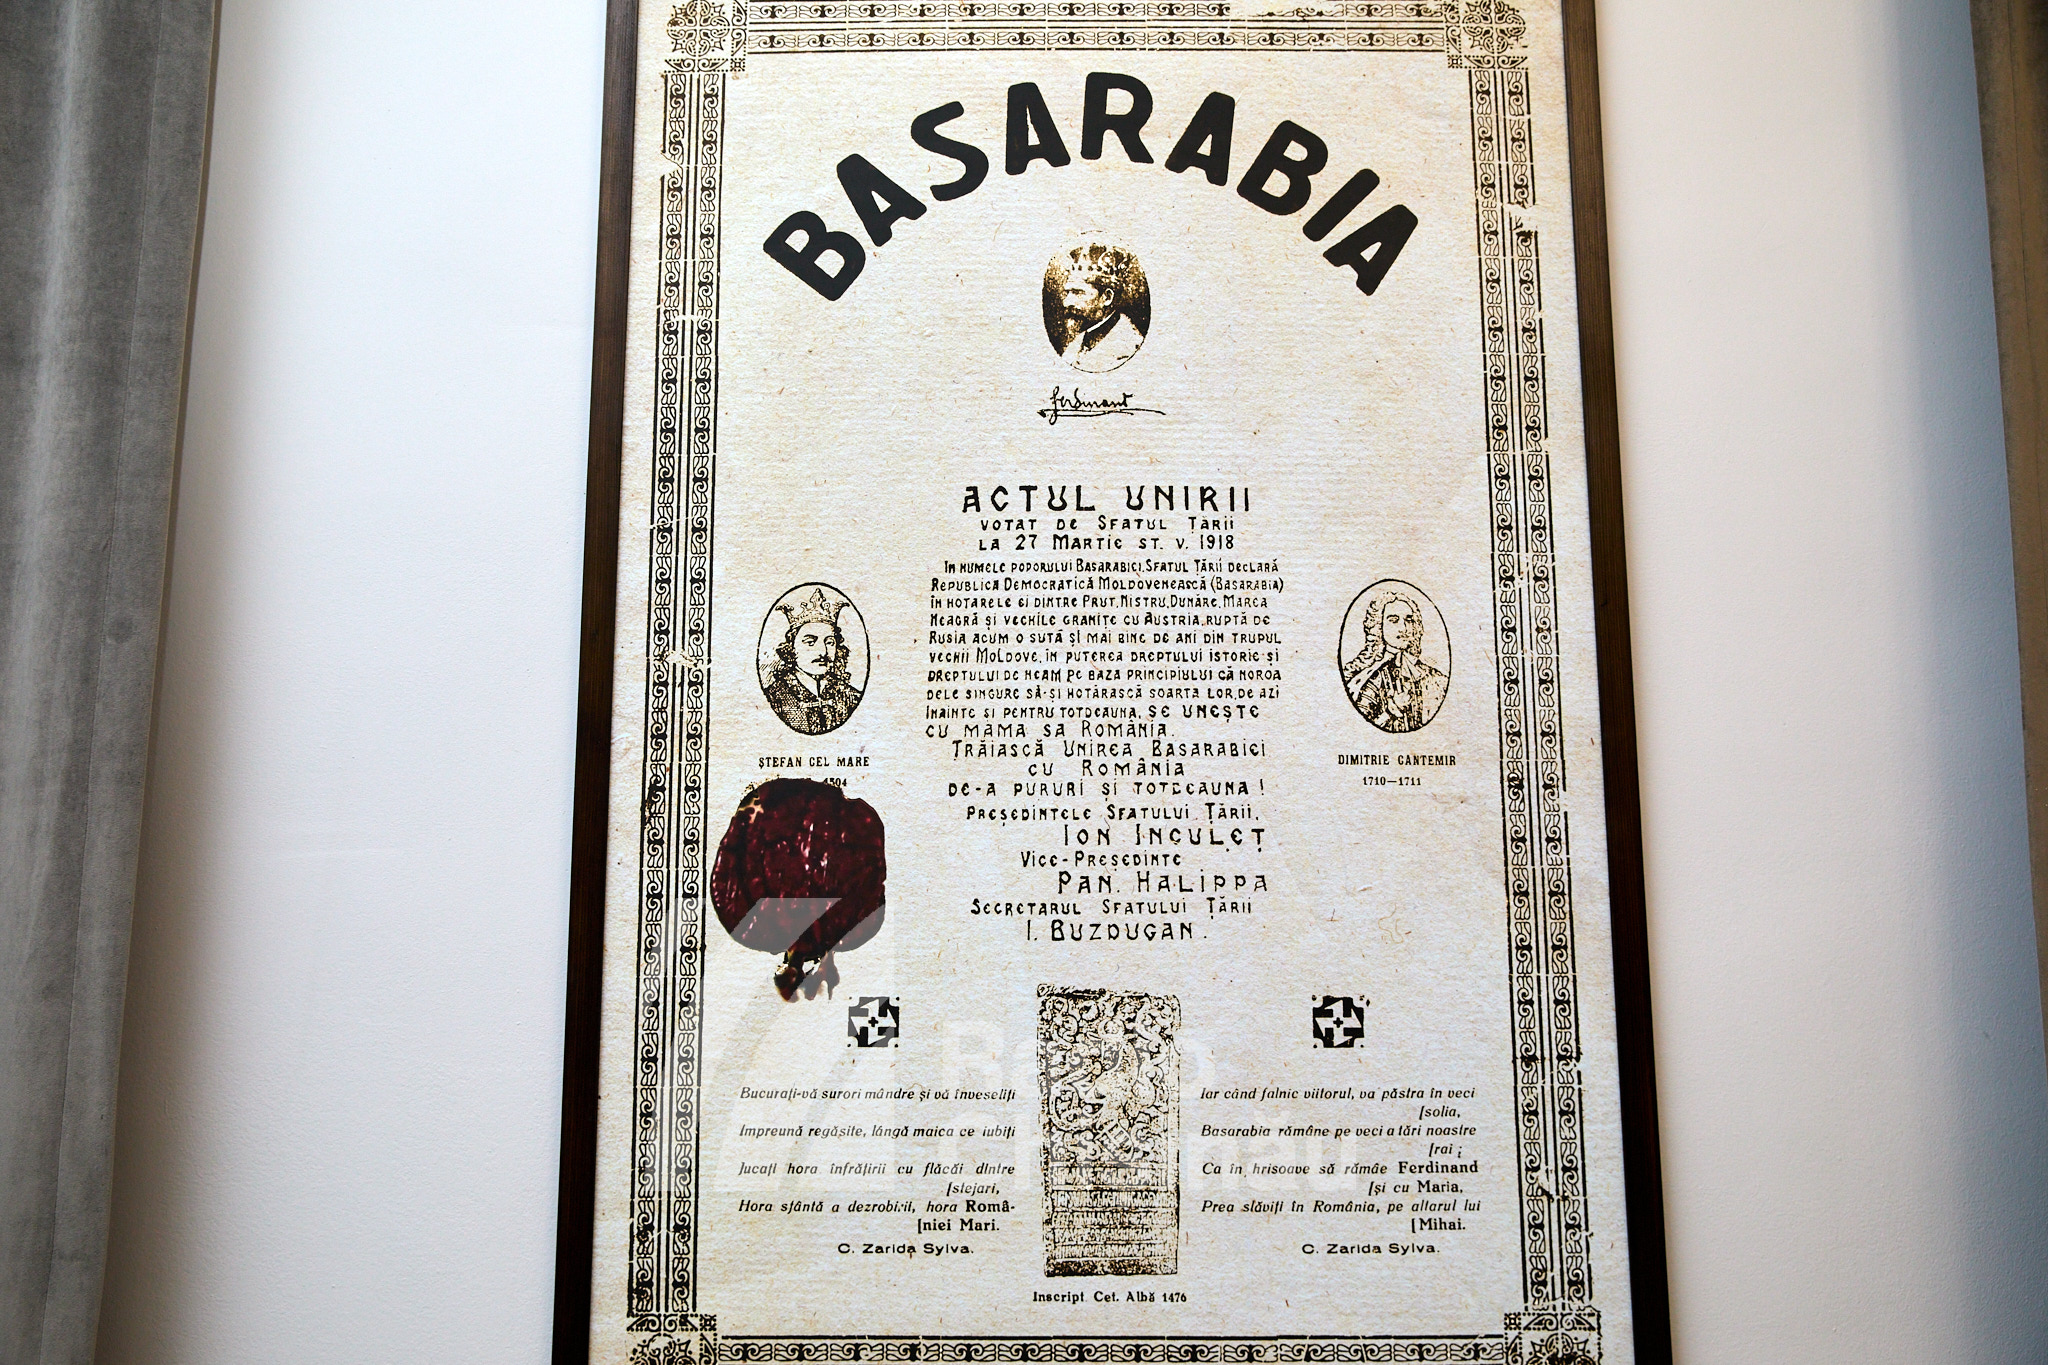 BASARABIA
Ferdinand
ACTUL UNIRII
VOTAT DE SFATUL ȚĂRII
LA 27 MARTIE ST. V. 1918
ÎN NUMELE POPORULUI BASARABIEI, SFATUL ȚĂRII DECLARĂ
REPUBLICA DEMOCRATICĂ MOLDOVENEASCĂ (BASARABIA)
ÎN HOTARELE EI DINTRE PRUT, NISTRU, DUNĂRE, MAREA
NEAGRĂ ȘI VECHILE GRANIȚE CU AUSTRIA, RUPTĂ DE
RUSIA ACUM O SUTĂ ȘI MAI BINE DE ANI DIN TRUPUL
VECHII MOLDOVE, ÎN PUTEREA DREPTULUI ISTORIC ȘI
DREPTULUI DE NEAM, PE BAZA PRINCIPIULUI CĂ NOROA
DELE SINGURE SĂ-ȘI HOTĂRASCĂ SOARTA LOR, DE AZI
ÎNAINTE ȘI PENTRU TOTDEAUNA, SE UNEȘTE
CU MAMA SA ROMÂNIA.
TRĂIASCĂ UNIREA BASARABIEI
CU ROMÂNIA
DE-A PURURI ȘI TOTDEAUNA !
PREȘEDINTELE SFATULUI ȚĂRII,
ION INCULEȚ
VICE-PREȘEDINTE
PAN. HALIPPA
SECRETARUL SFATULUI ȚĂRII
I. BUZDUGAN.
ȘTEFAN CEL MARE
1504
DIMITRIE CANTEMIR
1710—1711
Bucurați-vă surori mândre și vă înveseliți
Impreună regăsite, lângă maica ce iubiți
Jucați hora înfrățirii cu flăcăi dintre
[stejari,
Hora sfântă a dezrobirii, hora Româ-
[niei Mari.
C. Zarida Sylva.
Iar când falnic viitorul, va păstra în veci
[solia,
Basarabia rămâne pe veci a țări noastre
[rai ;
Ca în hrisoave să rămâe Ferdinand
[și cu Maria,
Prea slăviți în România, pe altarul lui
[Mihai.
C. Zarida Sylva.
Inscript. Cet. Albă 1476